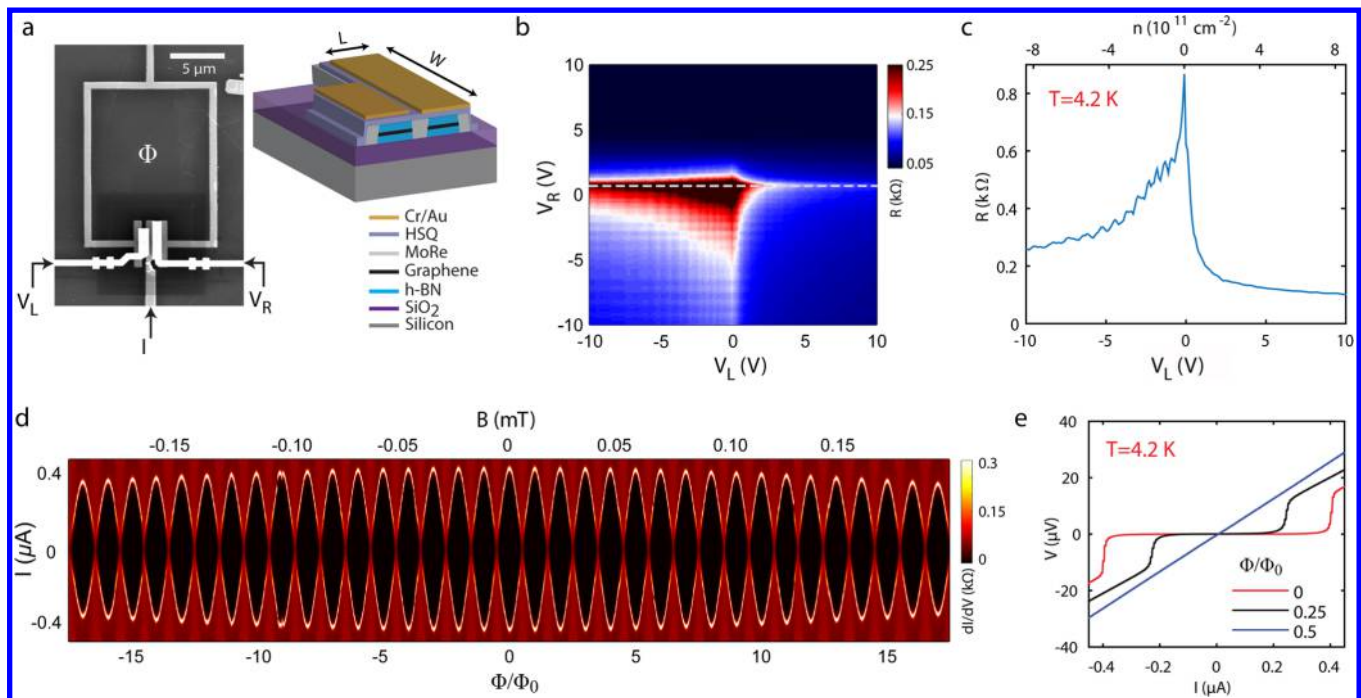 a
5 µm
Φ
V_L
V_R
I
L
W
Cr/Au
HSQ
MoRe
Graphene
h-BN
SiO₂
Silicon
b
10
5
0
-5
-10
V_R (V)
-10
-5
0
5
10
V_L (V)
0.25
0.05
R (kΩ)
c
n (10¹¹ cm⁻²)
-8
-4
0
4
8
T=4.2 K
0.8
0.6
0.4
0.2
0
R (kΩ)
-10
-5
0
5
10
V_L (V)
d
B (mT)
-0.15
-0.10
-0.05
0
0.05
0.10
0.15
0.4
0
-0.4
I (µA)
-15
-10
-5
0
5
10
15
Φ/Φ₀
0.3
0.15
0
dI/dV (kΩ)
e
T=4.2 K
40
20
0
-20
-40
V (µV)
Φ/Φ₀
0
0.25
0.5
-0.4
-0.2
0
0.2
0.4
I (µA)